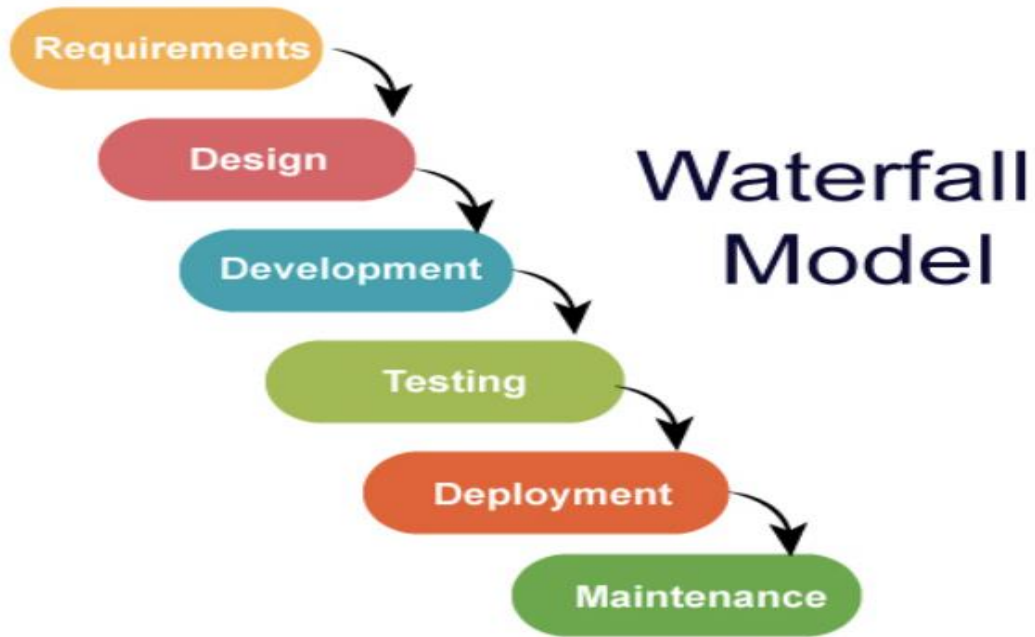 Requirements
Design
Waterfall
Model
Development
Testing
Deployment
Maintenance